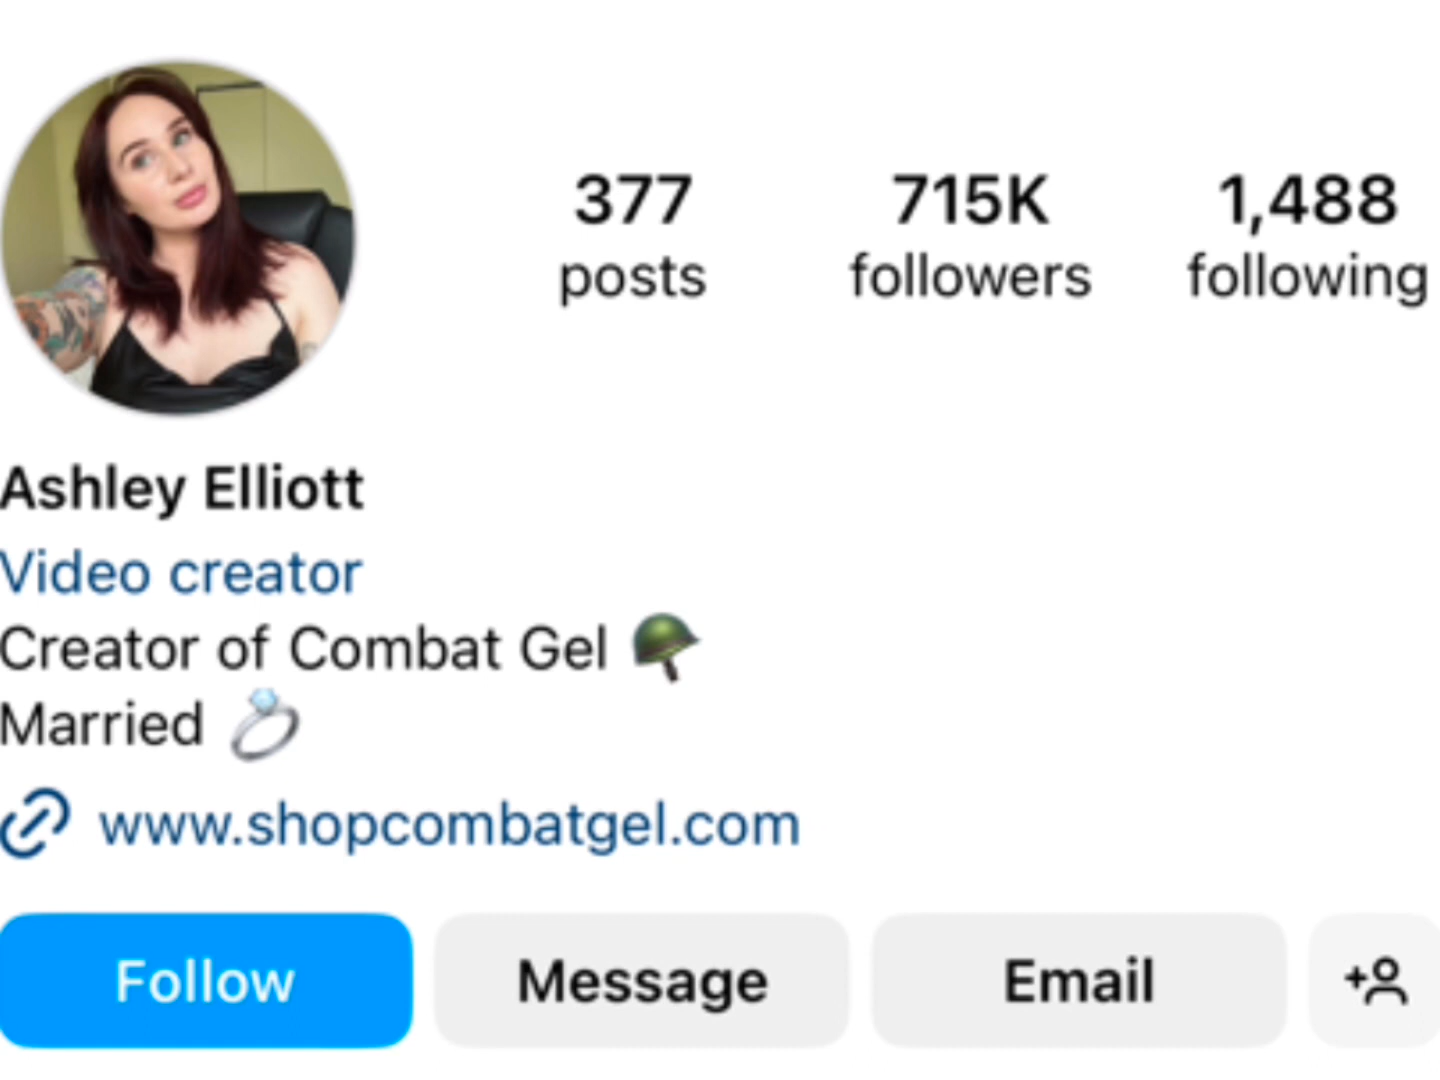 377 715K 1,488
posts followers following
Ashley Elliott
Video creator
Creator of Combat Gel 🪖
Married 💍
www.shopcombatgel.com
Follow Message Email